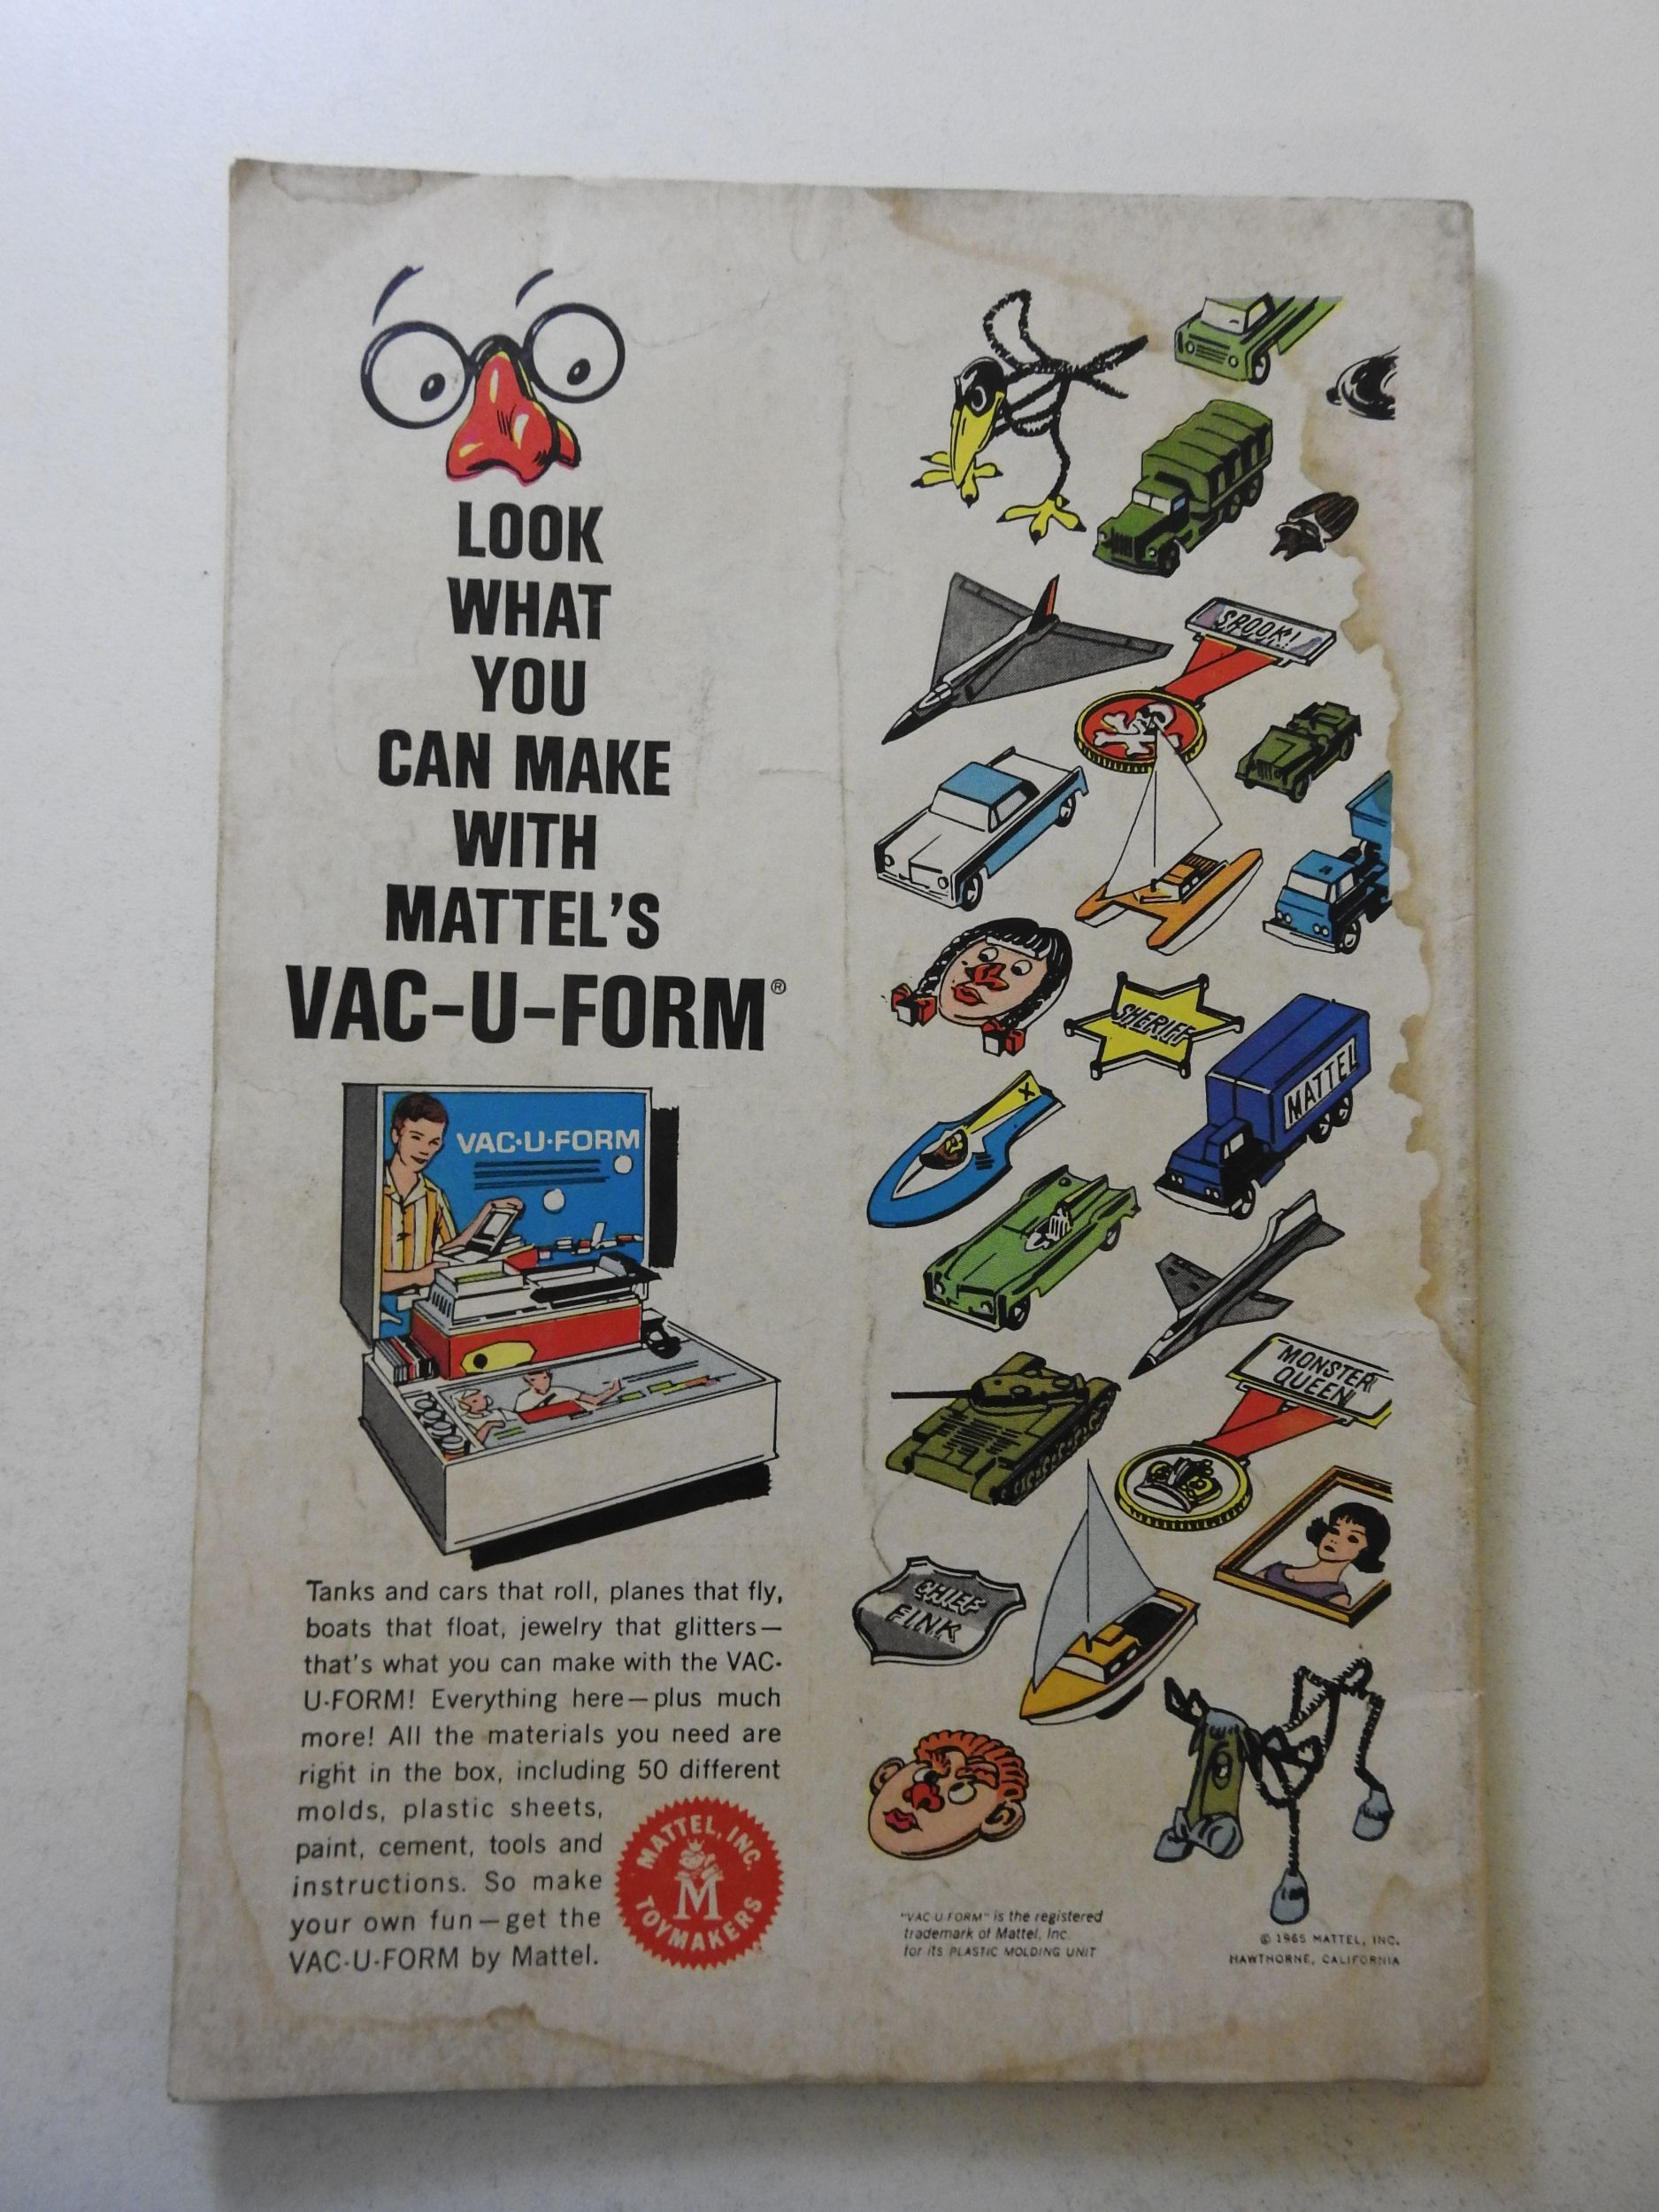 LOOK
WHAT
YOU
CAN MAKE
WITH
MATTEL'S
VAC-U-FORM®
VAC·U·FORM
Tanks and cars that roll, planes that fly,
boats that float, jewelry that glitters—
that's what you can make with the VAC-
U-FORM! Everything here—plus much
more! All the materials you need are
right in the box, including 50 different
molds, plastic sheets,
paint, cement, tools and
instructions. So make
your own fun—get the
VAC-U-FORM by Mattel.
MATTEL, INC.
M
TOYMAKERS
SPOOK!
SHERIFF
MATTEL
X
MONSTER
QUEEN
CHIEF
FINK
"VAC-U-FORM" is the registered
trademark of Mattel, Inc.
for its PLASTIC MOLDING UNIT
© 1965 MATTEL, INC.
HAWTHORNE, CALIFORNIA